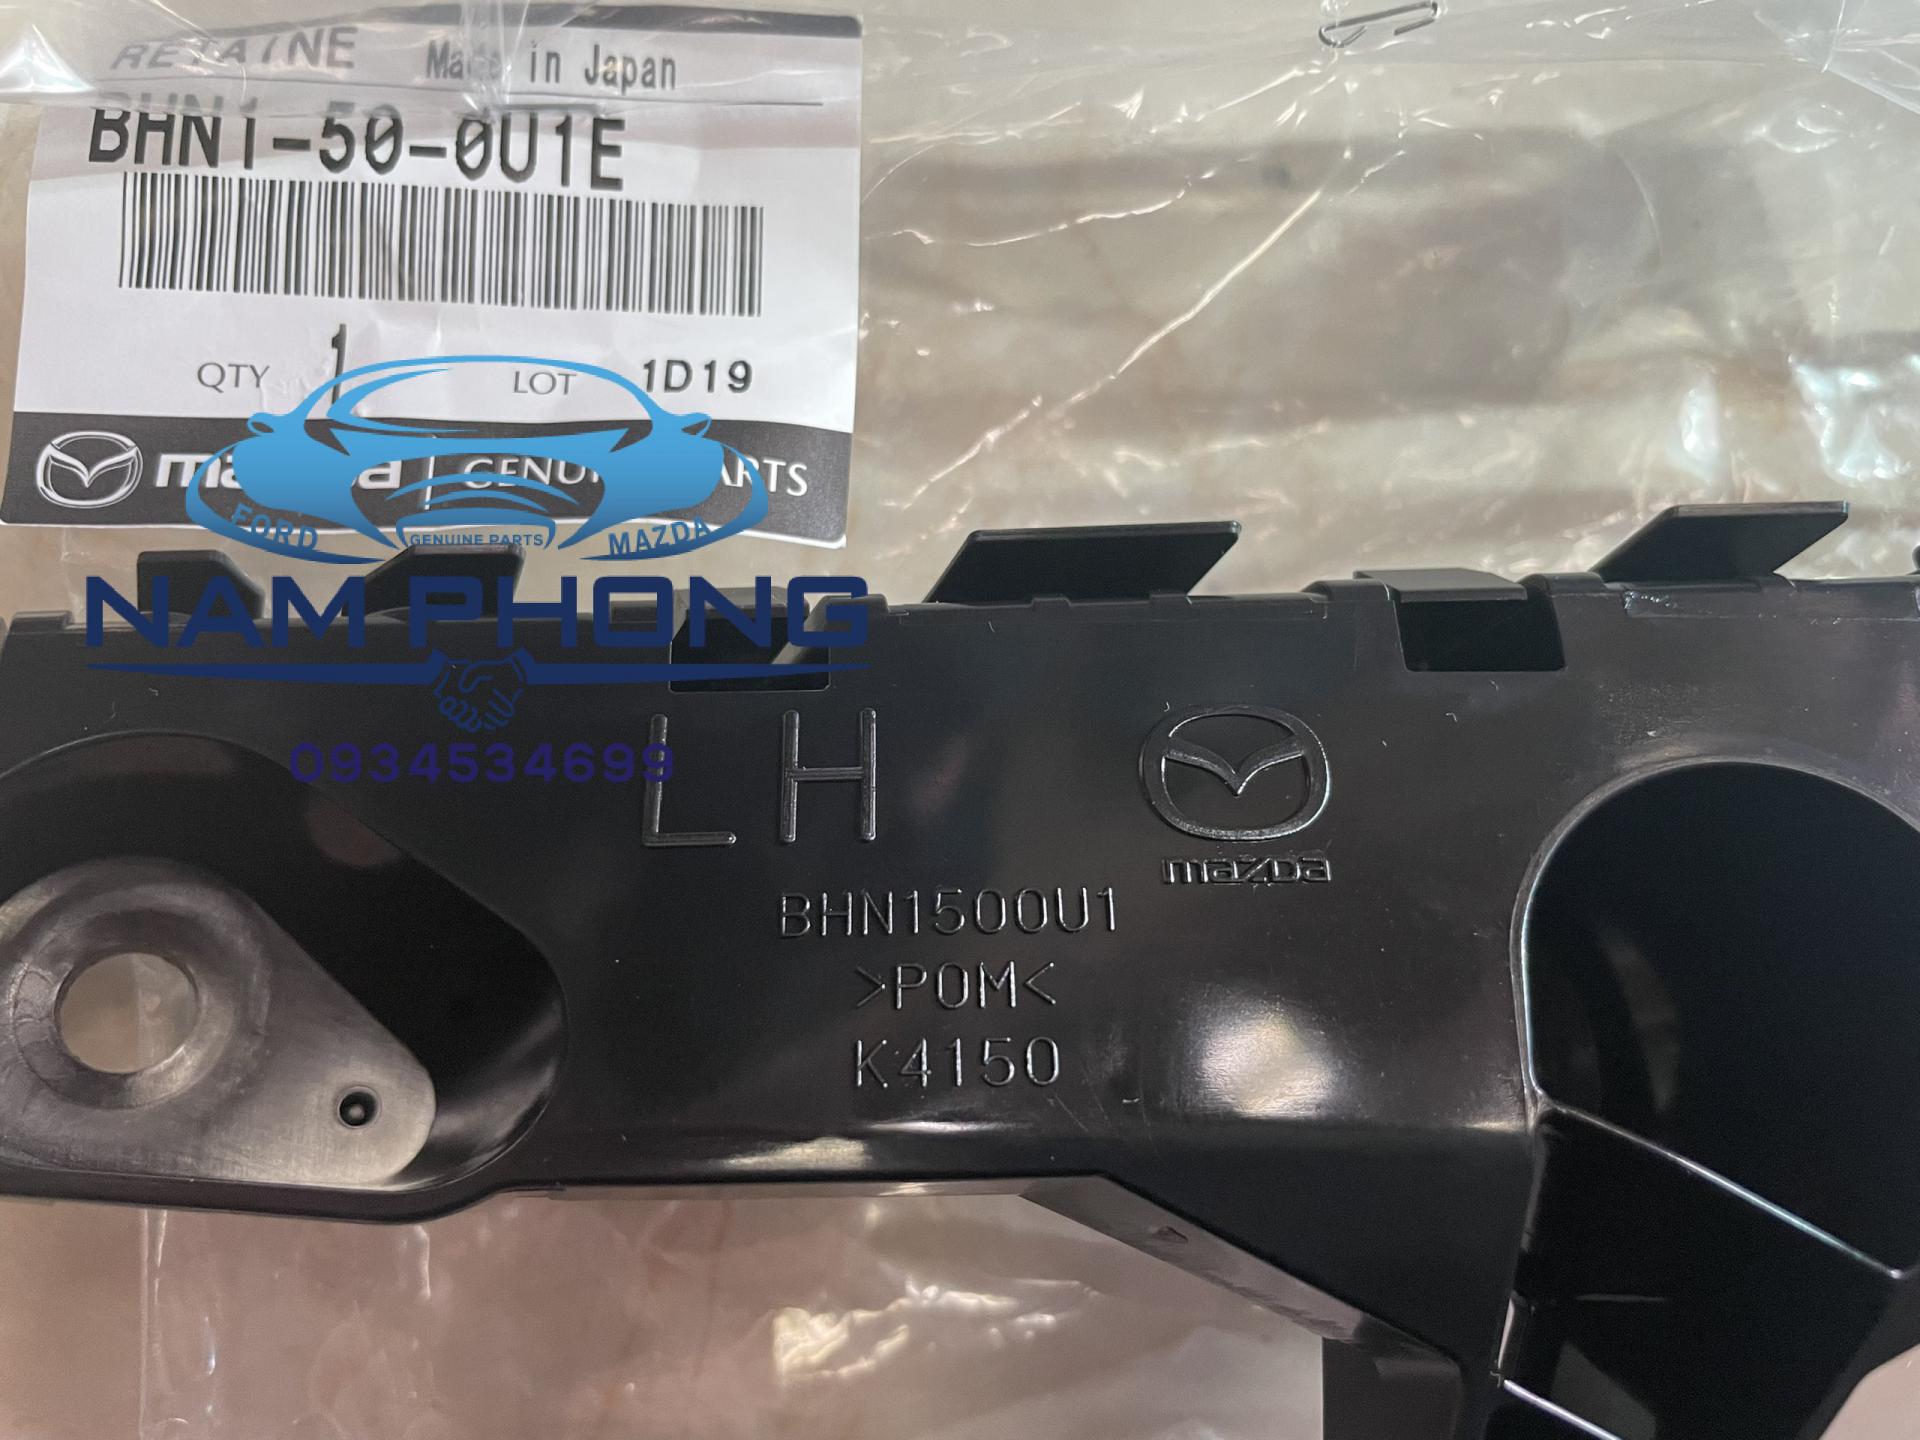 RETAINE Made in Japan
BHN1-50-0U1E
QTY 1 LOT 1D19
mazda GENUINE PARTS
FORD GENUINE PARTS MAZDA
NAM PHONG
0934534699
LH
mazda
BHN1500U1
>POM<
K4150